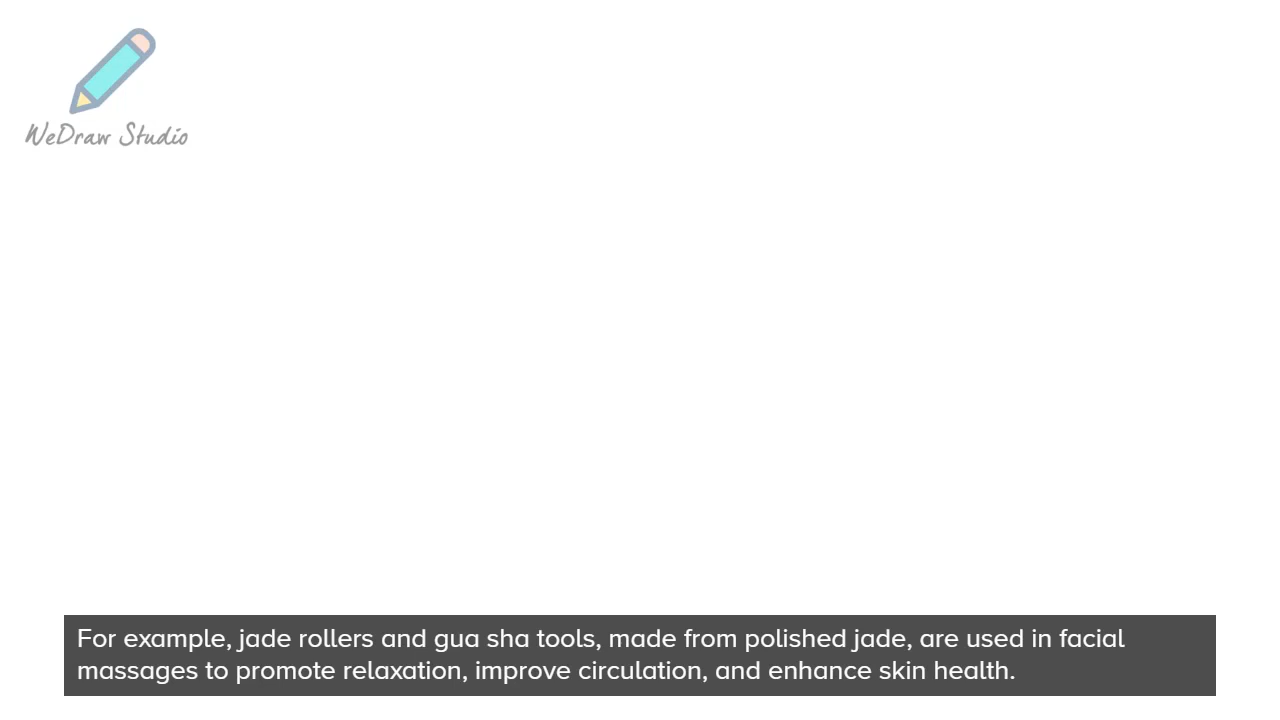 WeDraw Studio
For example, jade rollers and gua sha tools, made from polished jade, are used in facial
massages to promote relaxation, improve circulation, and enhance skin health.